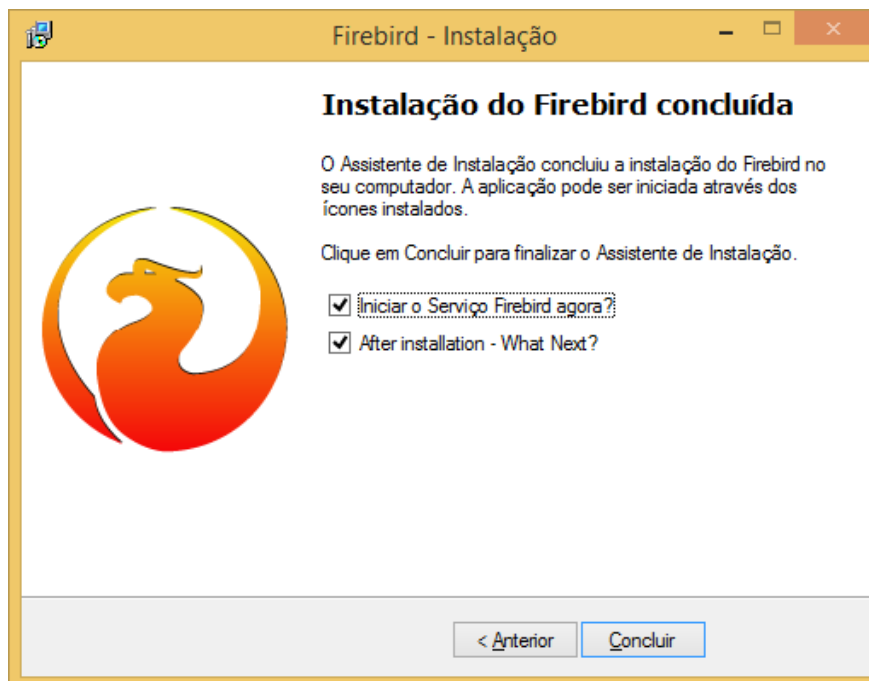 Firebird - Instalação
Instalação do Firebird concluída
O Assistente de Instalação concluiu a instalação do Firebird no
seu computador. A aplicação pode ser iniciada através dos
ícones instalados.
Clique em Concluir para finalizar o Assistente de Instalação.
Iniciar o Serviço Firebird agora?
After installation - What Next?
< Anterior Concluir